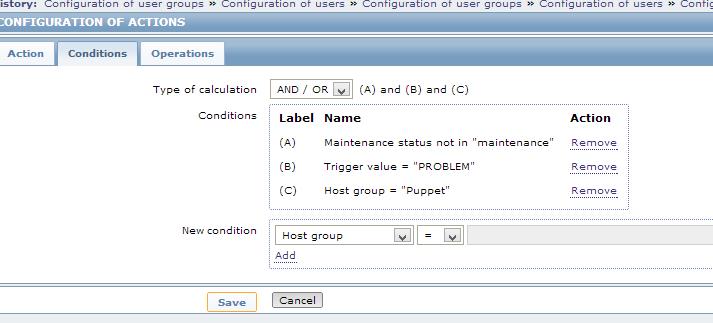 istory: Configuration of user groups » Configuration of users » Configuration of user groups » Configuration of users » Config
CONFIGURATION OF ACTIONS
Action Conditions Operations
Type of calculation AND / OR (A) and (B) and (C)
Conditions Label Name Action
(A) Maintenance status not in "maintenance" Remove
(B) Trigger value = "PROBLEM" Remove
(C) Host group = "Puppet" Remove
New condition Host group =
Add
Save Cancel